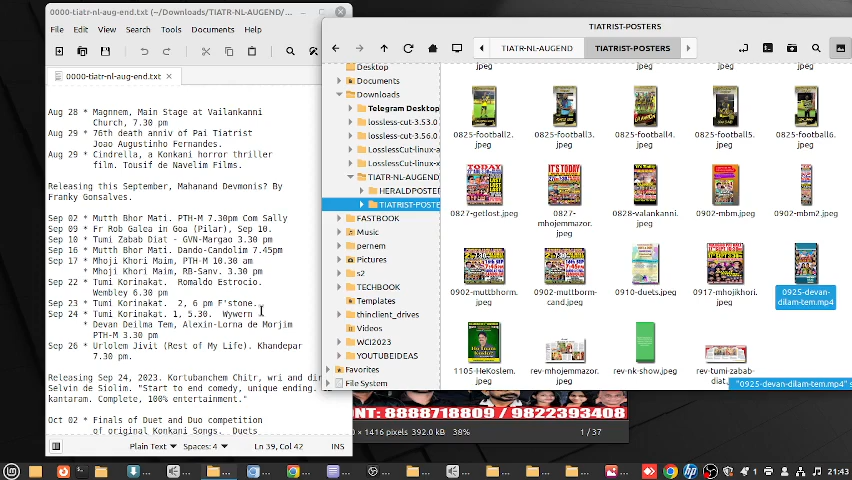 0000-tiatr-nl-aug-end.txt (~/Downloads/TIATR-NL-AUGEND/...
File Edit View Search Tools Documents Help
0000-tiatr-nl-aug-end.txt
Aug 28 * Magnnem, Main Stage at Vailankanni
Church, 7.30 pm
Aug 29 * 76th death anniv of Pai Tiatrist
Joao Augustinho Fernandes.
Aug 29 * Cindrella, a Konkani horror thriller
film. Tousif de Navelim Films.
Releasing this September, Mahanand Devmonis? By
Franky Gonsalves.
Sep 02 * Mutth Bhor Mati. PTH-M 7.30pm Com Sally
Sep 09 * Fr Rob Galea in Goa (Pilar), Sep 10.
Sep 10 * Tumi Zabab Diat - GVN-Margao 3.30 pm
Sep 16 * Mutth Bhor Mati. Dando-Candolim 7.45pm
Sep 17 * Mhoji Khori Maim, PTH-M 10.30 am
* Mhoji Khori Maim, RB-Sanv. 3.30 pm
Sep 22 * Tumi Korinakat. Romaldo Estrocio.
Wembley 6.30 pm
Sep 23 * Tumi Korinakat. 2, 6 pm F'stone.
Sep 24 * Tumi Korinakat. 1, 5.30. Wywern
* Devan Deilma Tem, Alexin-Lorna de Morjim
PTH-M 3.30 pm
Sep 26 * Urlolem Jivit (Rest of My Life). Khandepar
7.30 pm.
Releasing Sep 24, 2023. Kortubanchem Chitr, wri and dir
Selvin de Siolim. "Start to end comedy, unique ending.
kantaram. Complete, 100% entertainment."
Oct 02 * Finals of Duet and Duo competition
of original Konkani Songs. Duets
Plain Text Spaces: 4 Ln 39, Col 42 INS
TIATRIST-POSTERS
TIATR-NL-AUGEND TIATRIST-POSTERS
Desktop
Documents
Downloads
Telegram Desktop
lossless-cut-3.53.0
lossless-cut-3.56.0
LosslessCut-linux-a
LosslessCut-linux-x
TIATR-NL-AUGEND
HERALDPOSTER
TIATRIST-POSTE
FASTBOOK
Music
pernem
Pictures
s2
TECHBOOK
Templates
thinclient_drives
Videos
WCI2023
YOUTUBEIDEAS
Favorites
File System
jpeg jpeg jpeg jpeg jpeg
0825-football2.jpeg
0825-football3.jpeg
0825-football4.jpeg
0825-football5.jpeg
0825-football6.jpeg
TODAY
IT'S TODAY
0827-getlost.jpeg
0827-mhojemmazor.jpeg
0828-valankanni.jpeg
0902-mbm.jpeg
0902-mbm2.jpeg
0902-muttbhorm.jpeg
0902-muttborm-cand.jpeg
0910-duets.jpeg
0917-mhojikhori.jpeg
0925-devan-dilam-tem.mp4
1105-HeKoslem.jpeg
rev-mhojemmazor.jpeg
rev-nk-show.jpeg
rev-tumi-zabab-diat.
"0925-devan-dilam-tem.mp4" s
ONT: 8888718809 / 9822393408
× 1416 pixels 392.0 kB 38% 1 / 37
21:43